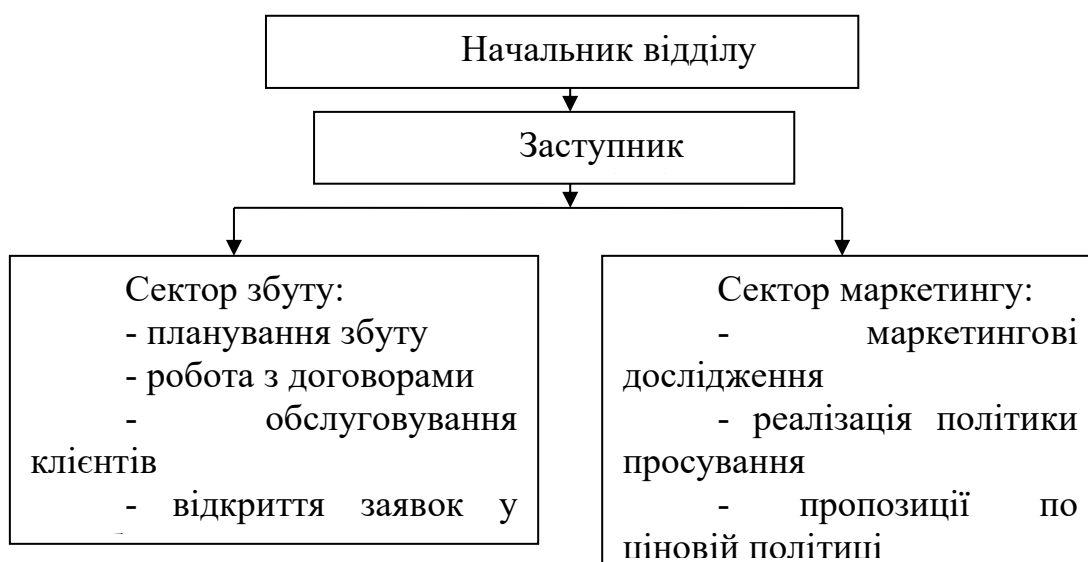 Начальник відділу
Заступник
Сектор збуту:
- планування збуту
- робота з договорами
- обслуговування
клієнтів
- відкриття заявок у
Сектор маркетингу:
- маркетингові
дослідження
- реалізація політики
просування
- пропозиції по
ціновій політиці